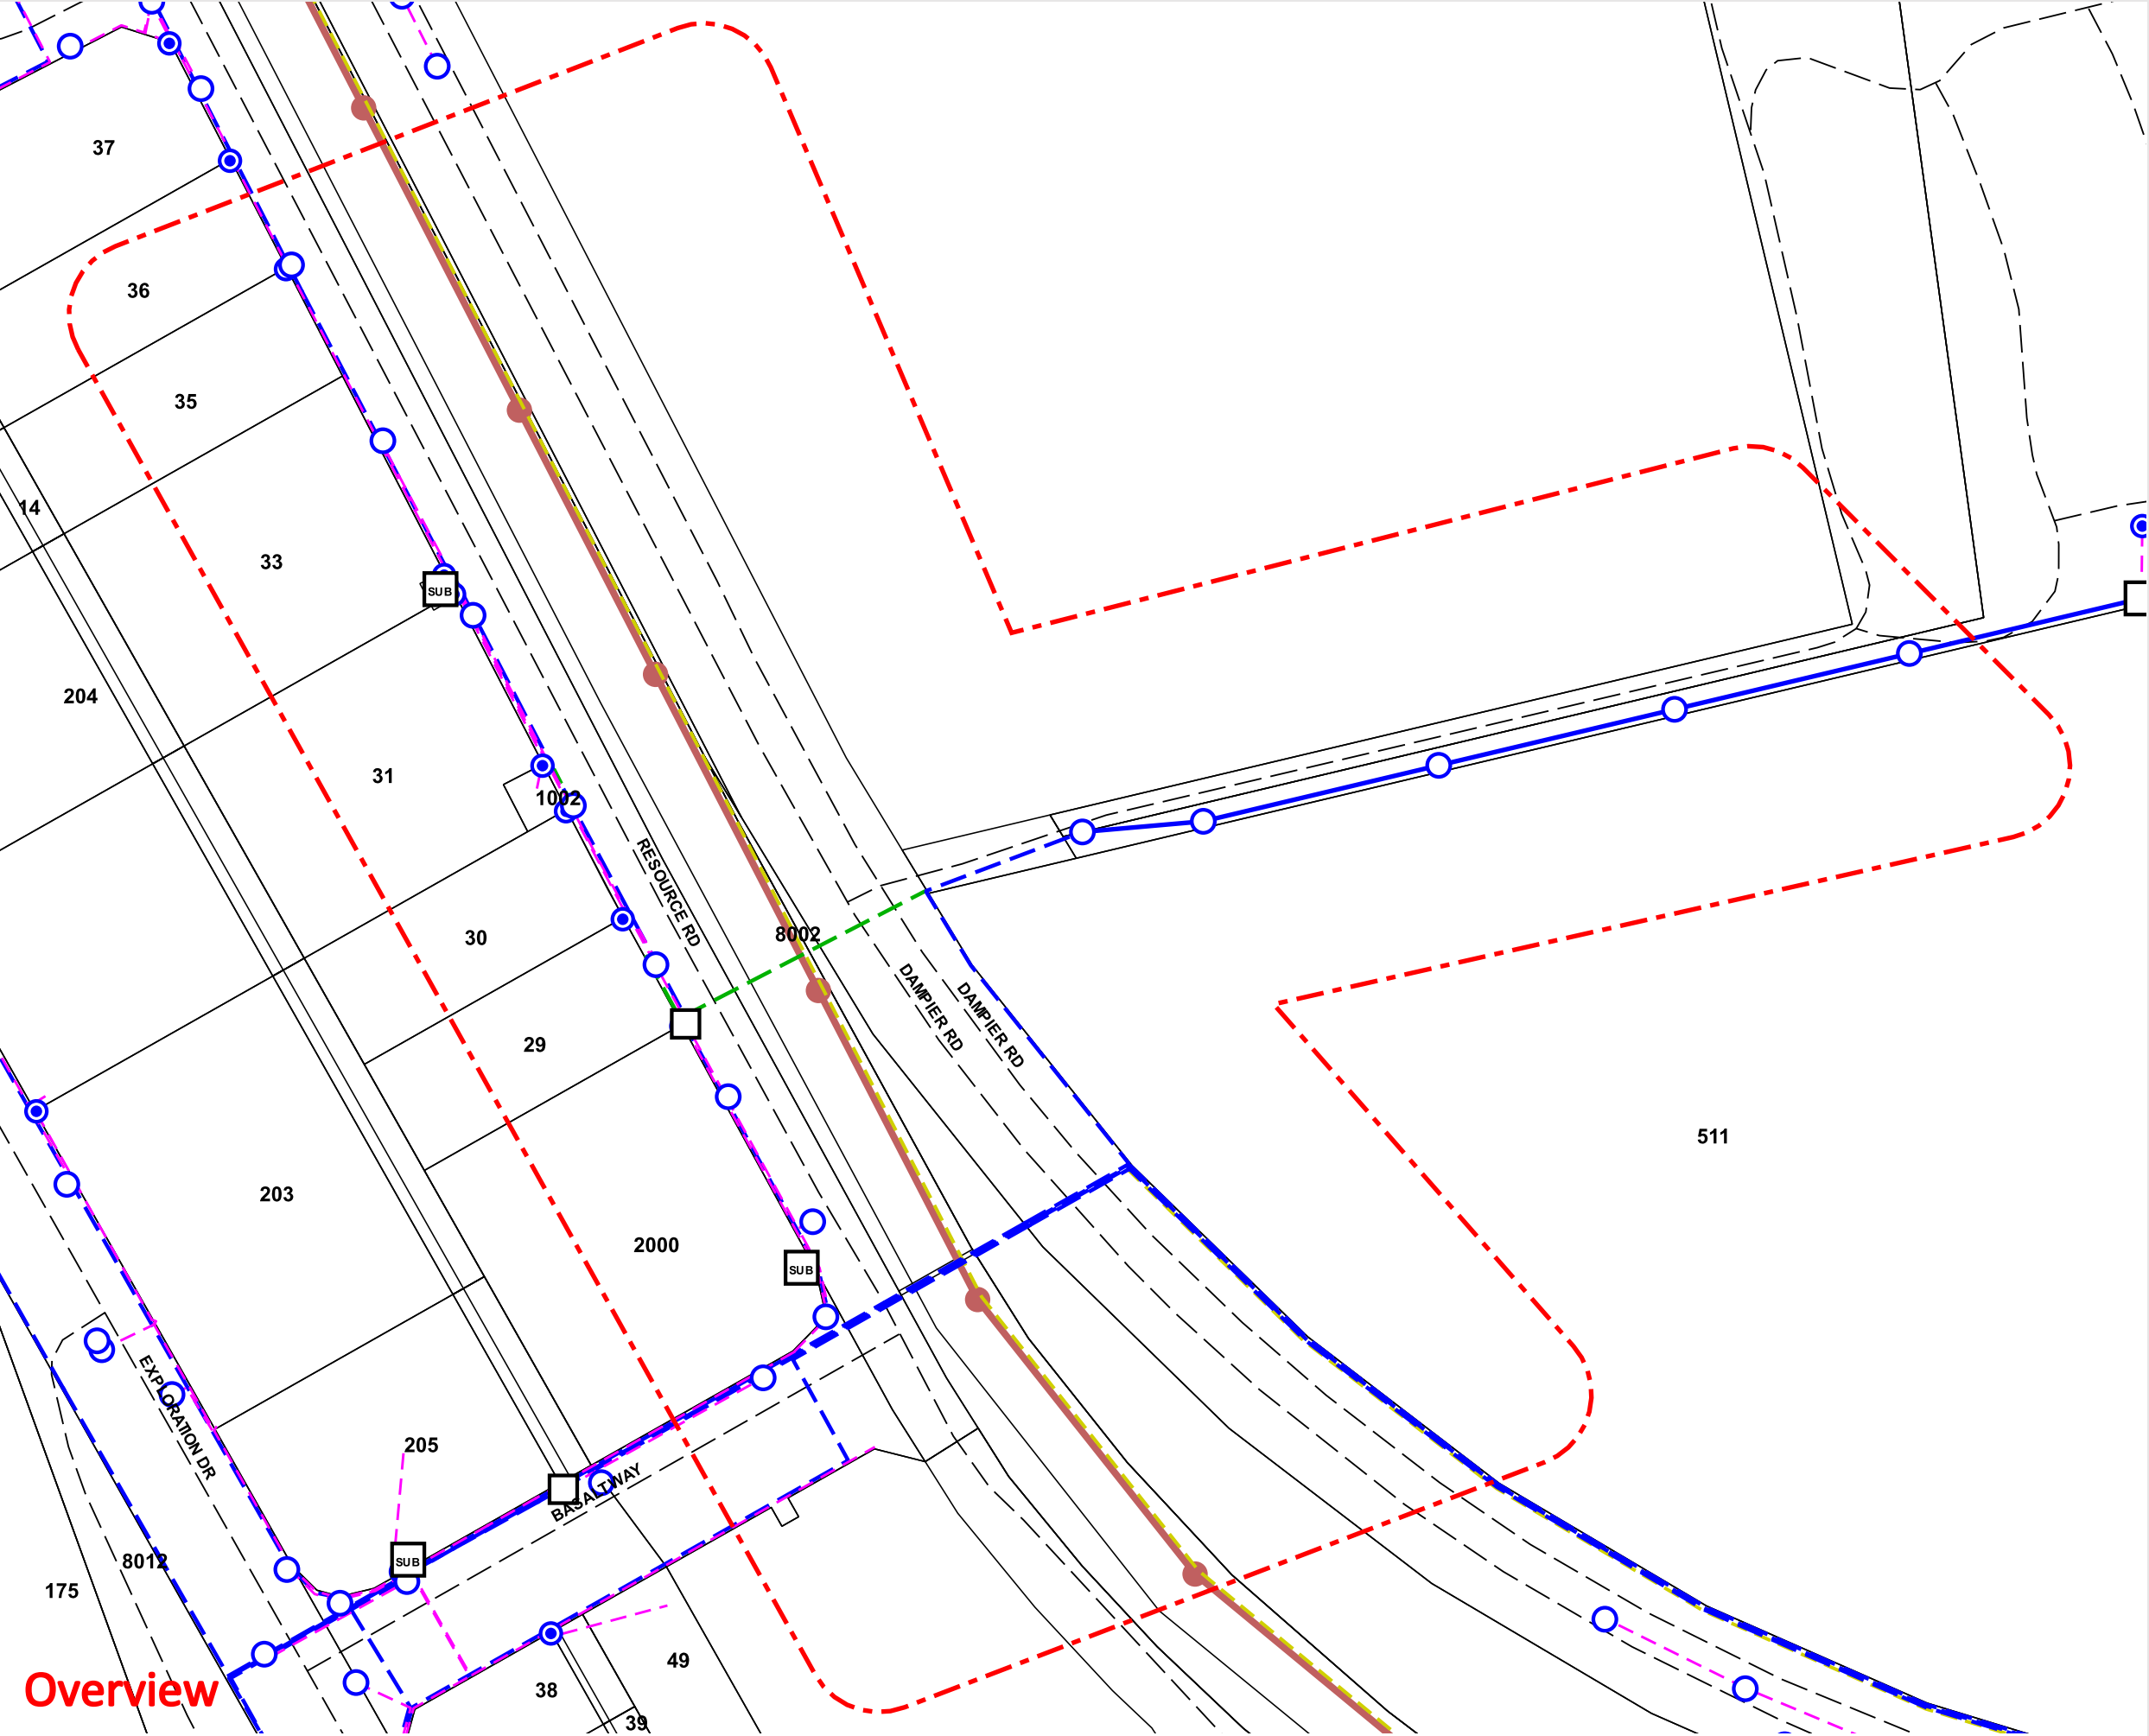 37
36
35
14
33
SUB
204
31
1002
RESOURCE RD
30
8002
DAMPIER RD
DAMPIER RD
29
511
203
2000
SUB
EXPLORATION DR
205
BASALT WAY
SUB
8012
175
49
38
39
Overview